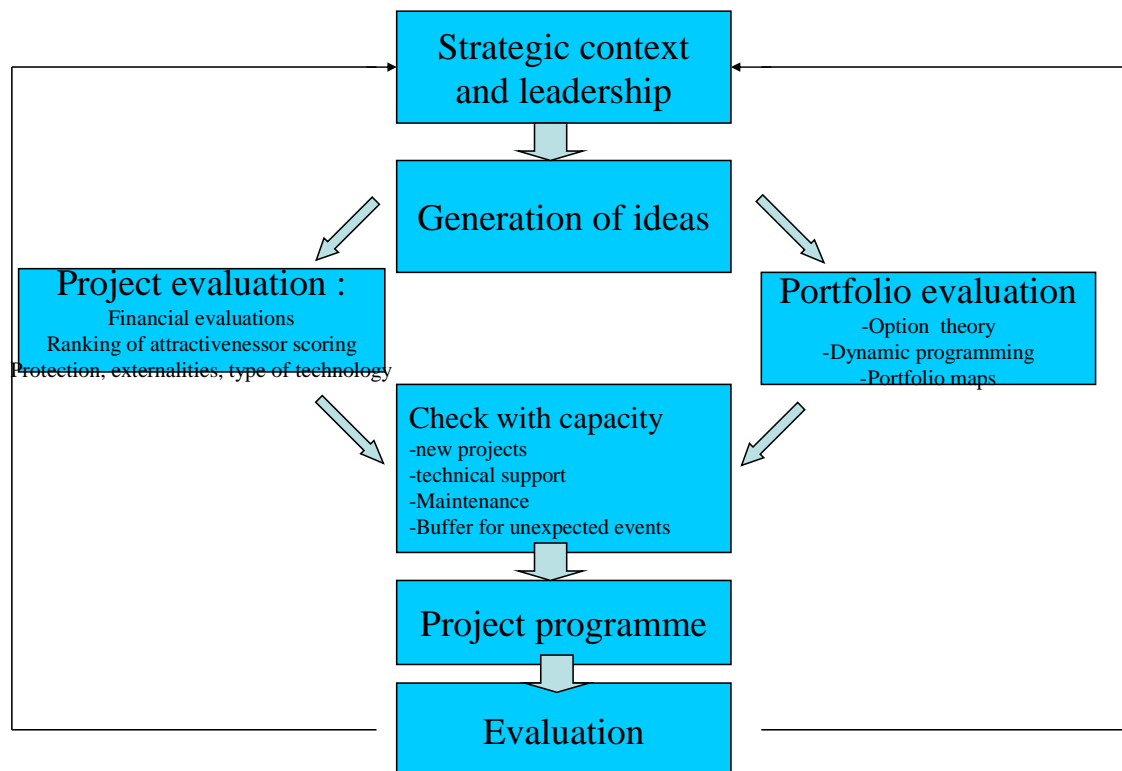 Strategic context
and leadership
Generation of ideas
Project evaluation :
Financial evaluations
Ranking of attractivenessor scoring
Protection, externalities, type of technology
Portfolio evaluation
-Option theory
-Dynamic programming
-Portfolio maps
Check with capacity
-new projects
-technical support
-Maintenance
-Buffer for unexpected events
Project programme
Evaluation